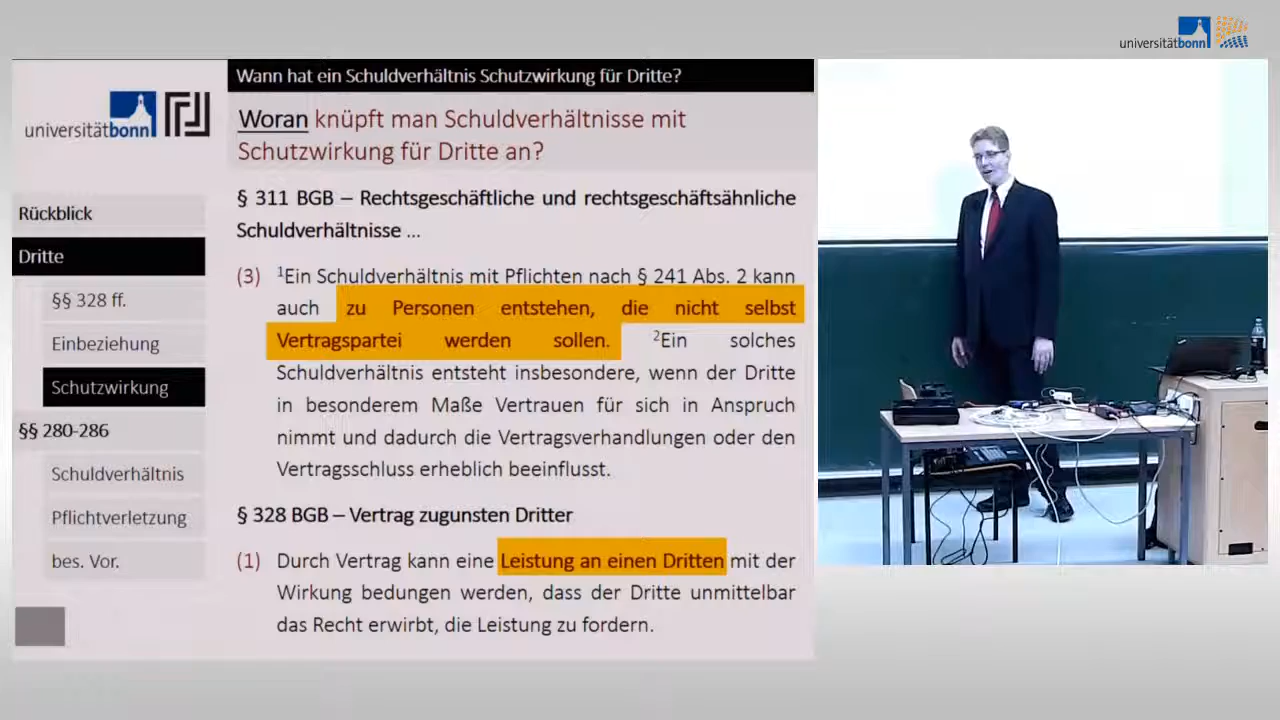 universitätbonn
universitätbonn
Rückblick
Dritte
§§ 328 ff.
Einbeziehung
Schutzwirkung
§§ 280-286
Schuldverhältnis
Pflichtverletzung
bes. Vor.
Wann hat ein Schuldverhältnis Schutzwirkung für Dritte?
Woran knüpft man Schuldverhältnisse mit
Schutzwirkung für Dritte an?
§ 311 BGB – Rechtsgeschäftliche und rechtsgeschäftsähnliche
Schuldverhältnisse ...
(3) ¹Ein Schuldverhältnis mit Pflichten nach § 241 Abs. 2 kann
auch zu Personen entstehen, die nicht selbst
Vertragspartei werden sollen. ²Ein solches
Schuldverhältnis entsteht insbesondere, wenn der Dritte
in besonderem Maße Vertrauen für sich in Anspruch
nimmt und dadurch die Vertragsverhandlungen oder den
Vertragsschluss erheblich beeinflusst.
§ 328 BGB – Vertrag zugunsten Dritter
(1) Durch Vertrag kann eine Leistung an einen Dritten mit der
Wirkung bedungen werden, dass der Dritte unmittelbar
das Recht erwirbt, die Leistung zu fordern.